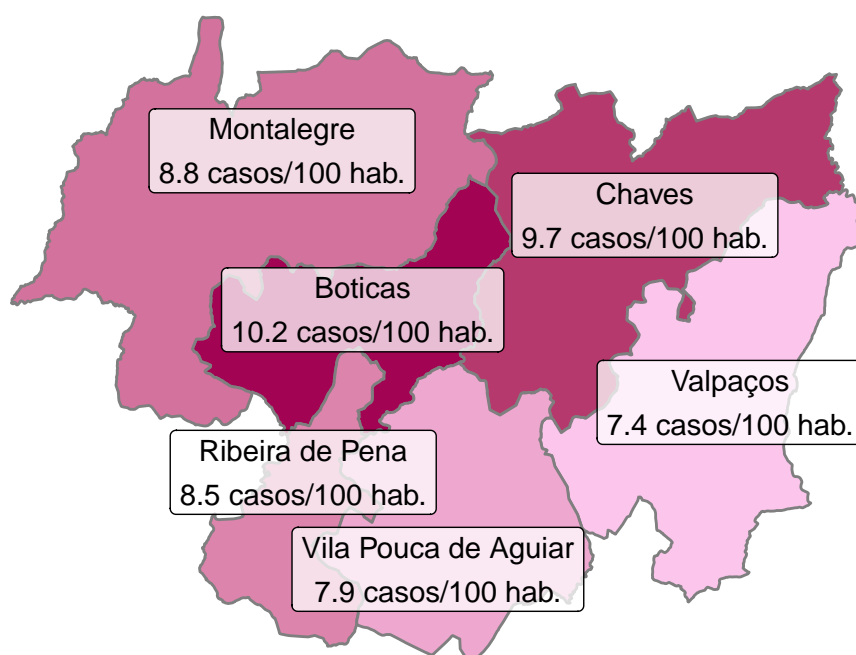 Montalegre
8.8 casos/100 hab.
Chaves
9.7 casos/100 hab.
Boticas
10.2 casos/100 hab.
Valpaços
7.4 casos/100 hab.
Ribeira de Pena
8.5 casos/100 hab.
Vila Pouca de Aguiar
7.9 casos/100 hab.